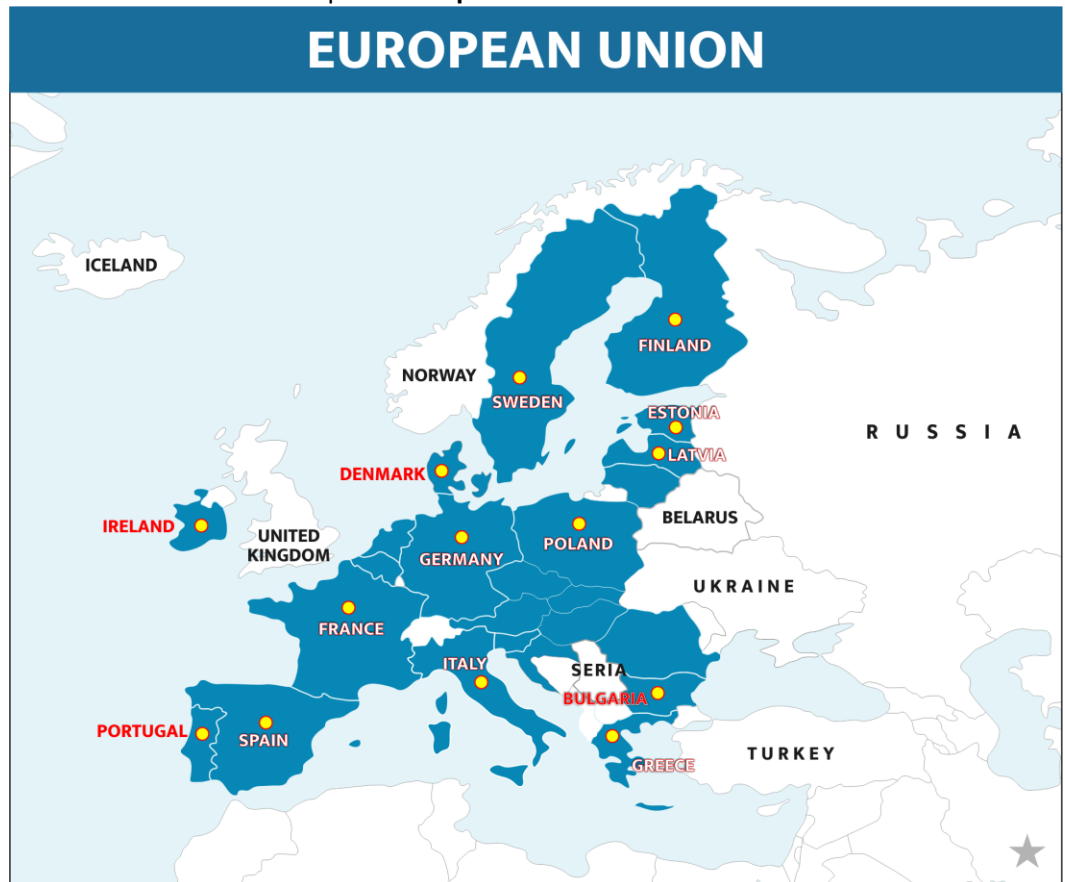 EUROPEAN UNION
ICELAND
FINLAND
NORWAY
SWEDEN
ESTONIA
RUSSIA
LATVIA
DENMARK
BELARUS
IRELAND
UNITED
KINGDOM
POLAND
GERMANY
UKRAINE
FRANCE
ITALY
SERIA
BULGARIA
PORTUGAL
SPAIN
TURKEY
GREECE